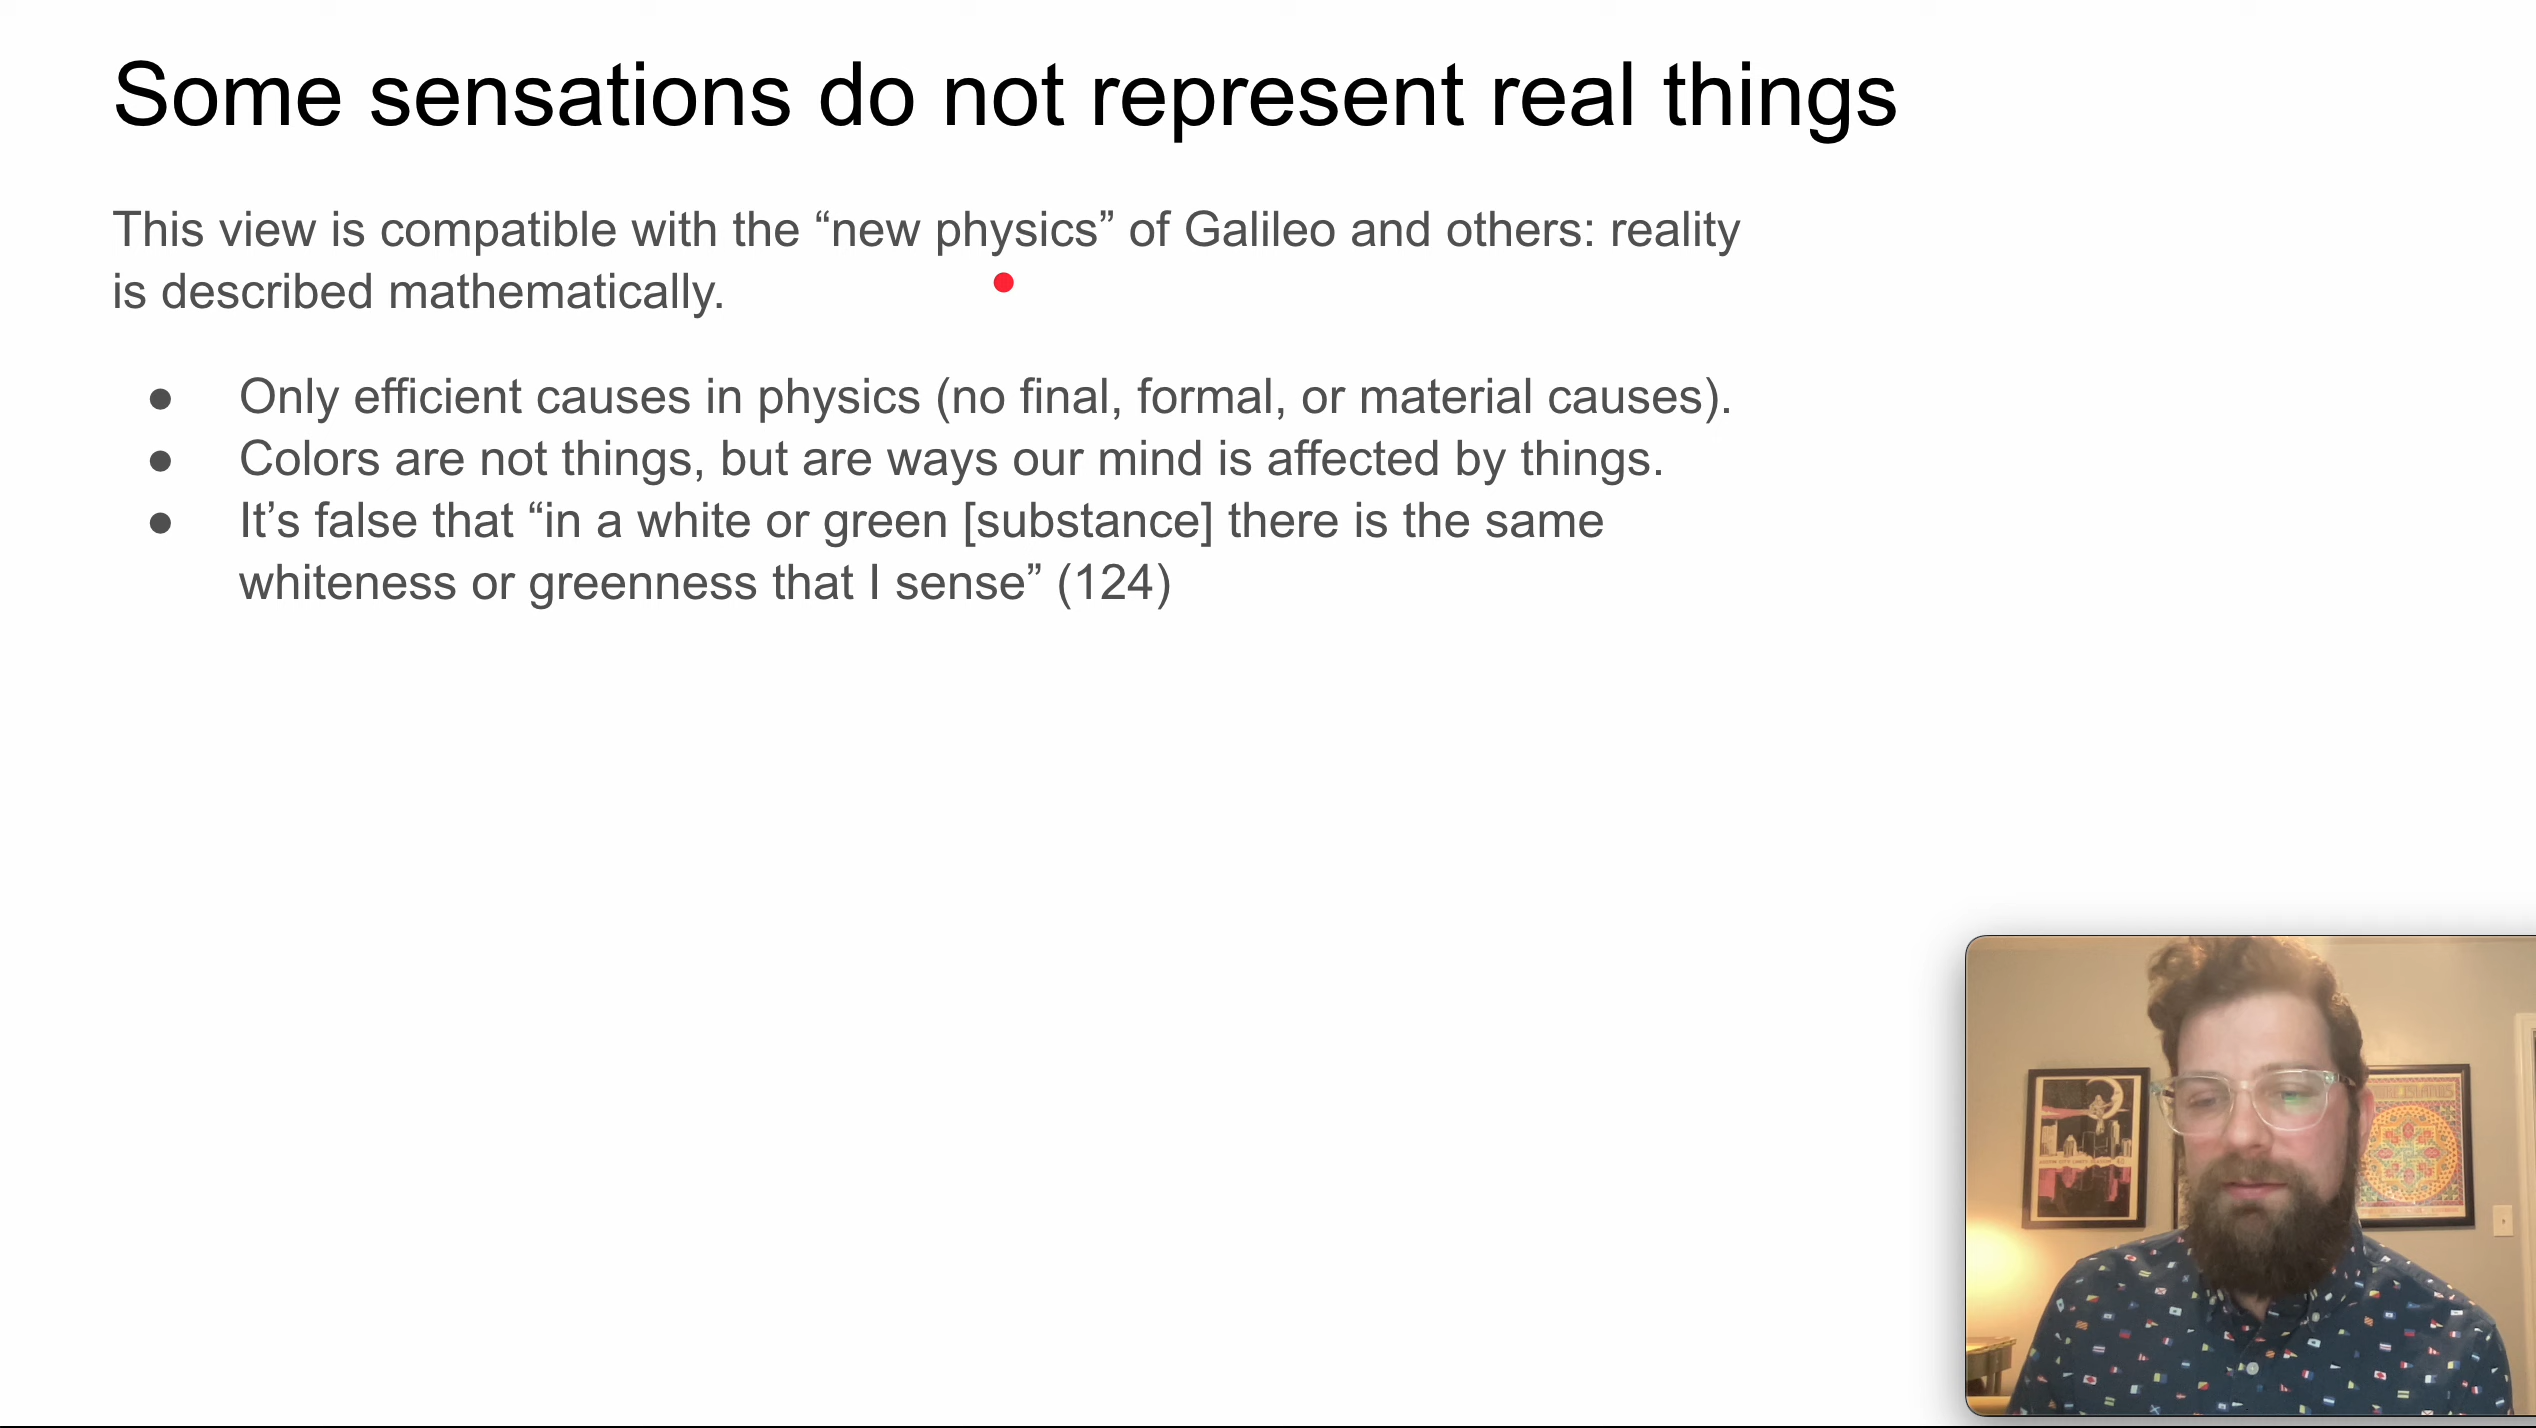 Some sensations do not represent real things
This view is compatible with the “new physics” of Galileo and others: reality
is described mathematically.
● Only efficient causes in physics (no final, formal, or material causes).
● Colors are not things, but are ways our mind is affected by things.
● It’s false that “in a white or green [substance] there is the same
whiteness or greenness that I sense” (124)